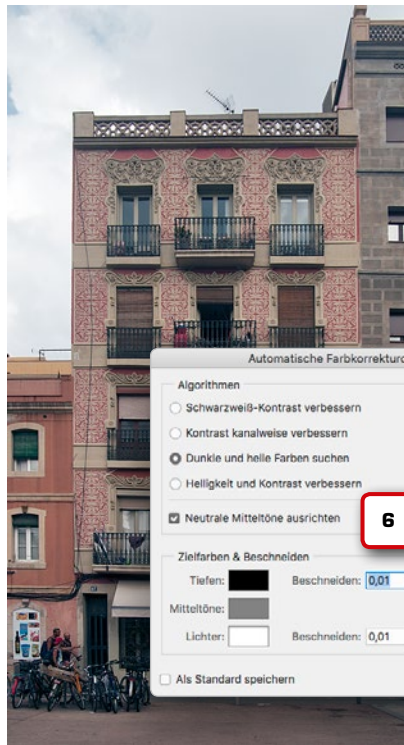 Automatische Farbkorrekturo
Algorithmen
Schwarzweiß-Kontrast verbessern
Kontrast kanalweise verbessern
Dunkle und helle Farben suchen
Helligkeit und Kontrast verbessern
Neutrale Mitteltöne ausrichten
6
Zielfarben & Beschneiden
Tiefen: Beschneiden: 0,01
Mitteltöne:
Lichter: Beschneiden: 0,01
Als Standard speichern